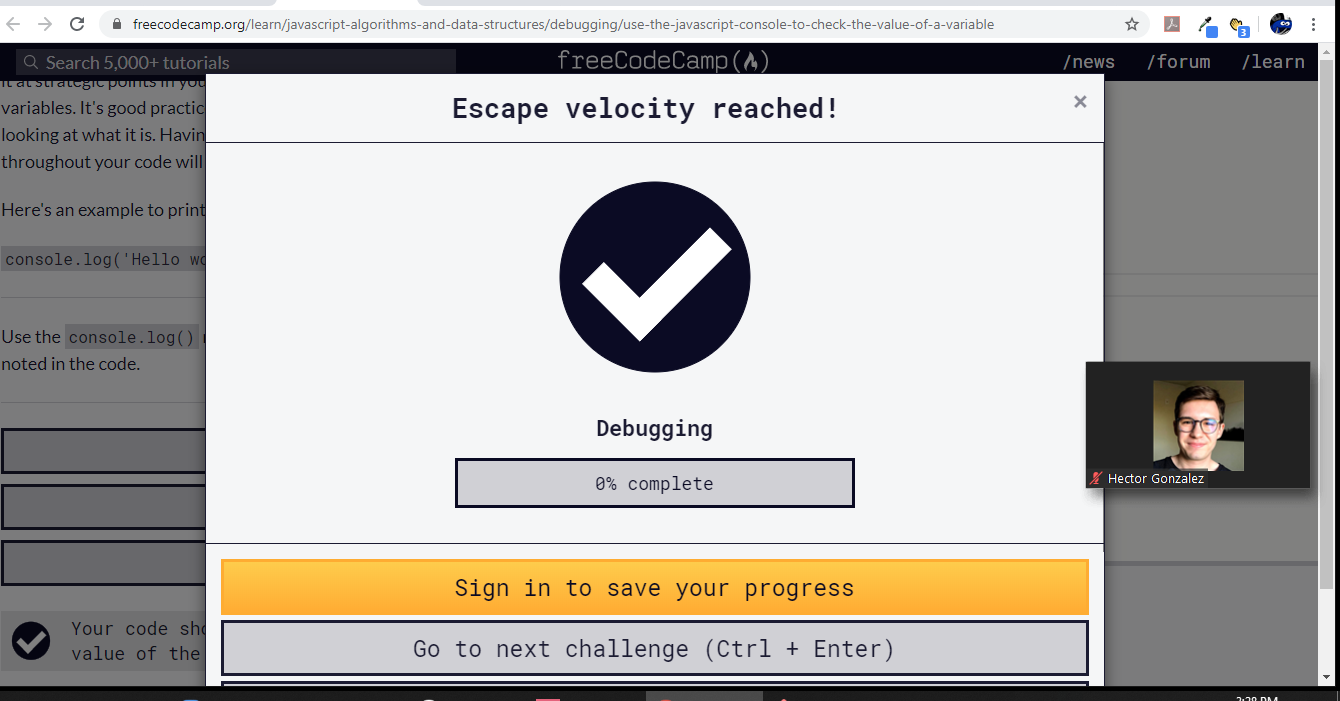 freecodecamp.org/learn/javascript-algorithms-and-data-structures/debugging/use-the-javascript-console-to-check-the-value-of-a-variable
3
Search 5,000+ tutorials
freeCodeCamp
/news
/forum
/learn
it at strategic points in you
variables. It's good practic
looking at what it is. Havin
throughout your code will
Here's an example to print
console.log('Hello wo
Use the console.log()
noted in the code.
Escape velocity reached!
×
Debugging
0% complete
Sign in to save your progress
Go to next challenge (Ctrl + Enter)
Hector Gonzalez
Your code sho
value of the